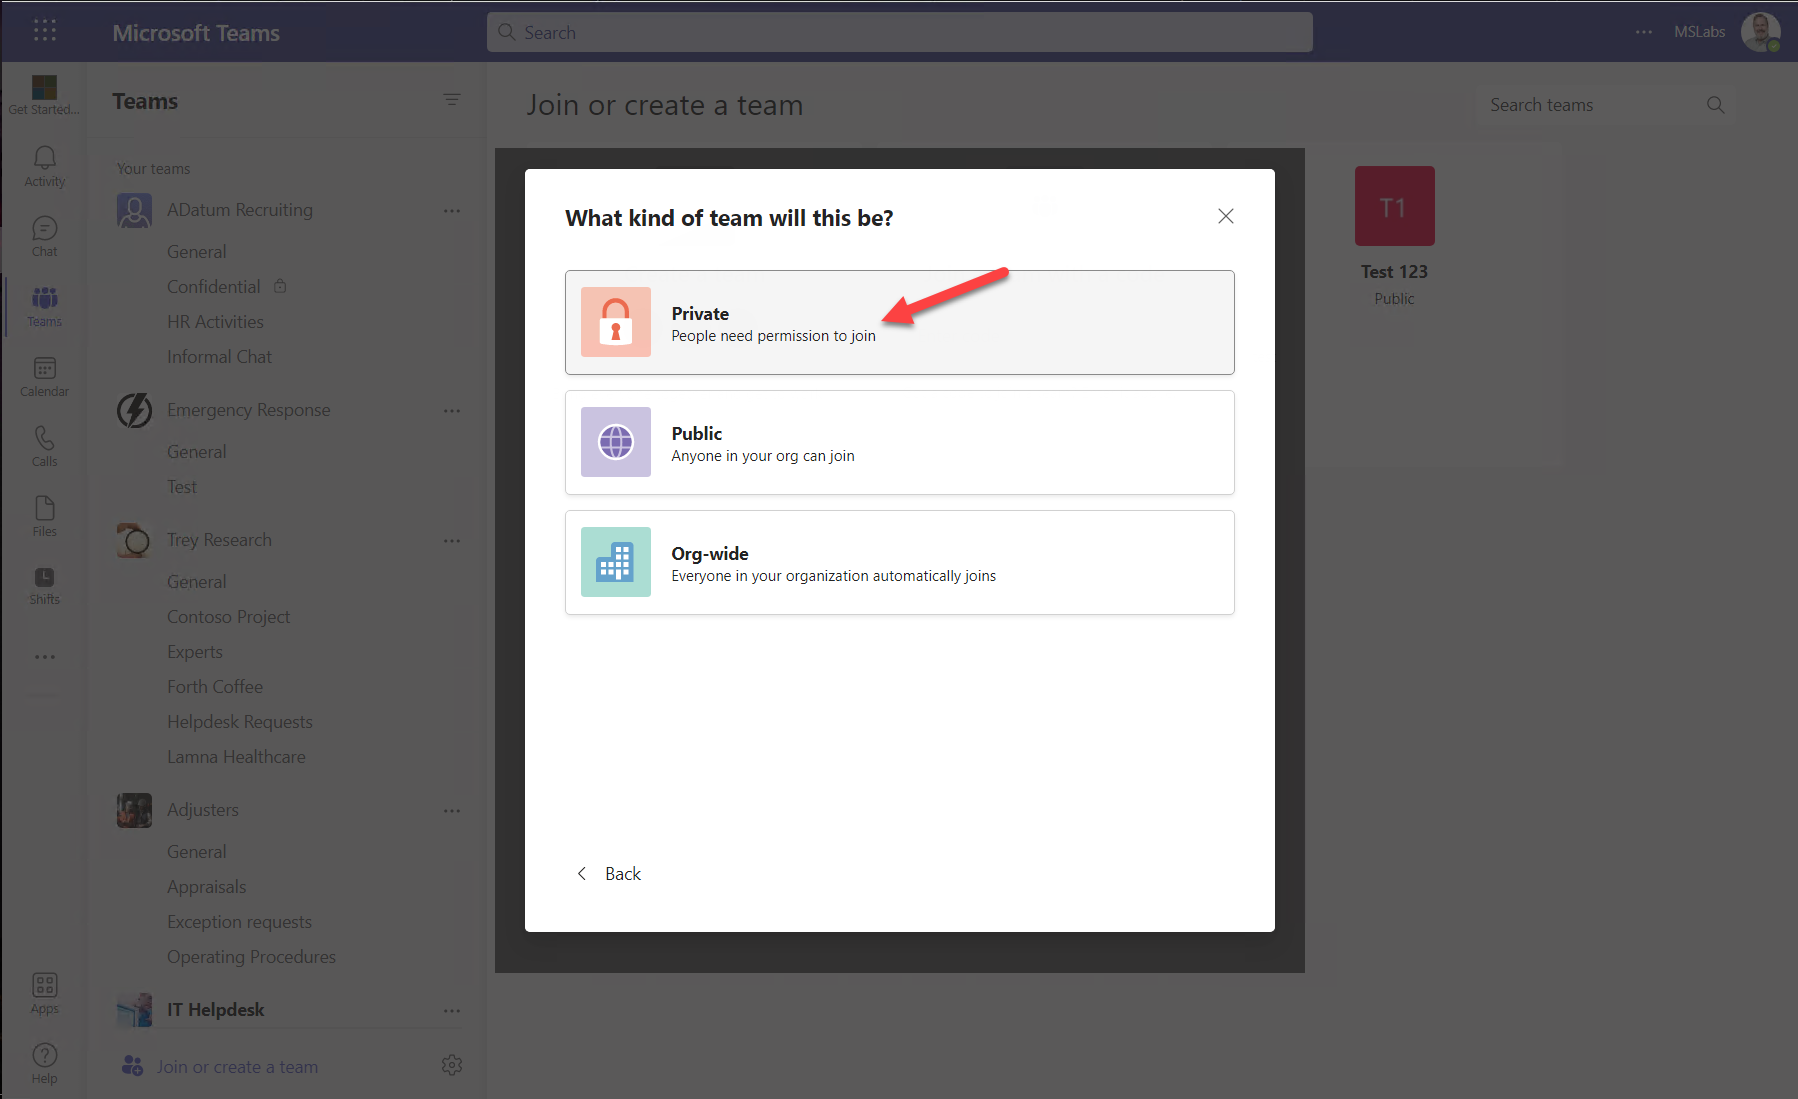 Microsoft Teams
Search
MSLabs
Get Started...
Activity
Chat
Teams
Calendar
Calls
Files
Shifts
Apps
Help
Teams
Your teams
ADatum Recruiting
General
Confidential
HR Activities
Informal Chat
Emergency Response
General
Test
Trey Research
General
Contoso Project
Experts
Forth Coffee
Helpdesk Requests
Lamna Healthcare
Adjusters
General
Appraisals
Exception requests
Operating Procedures
IT Helpdesk
Join or create a team
Join or create a team
Search teams
What kind of team will this be?
Private
People need permission to join
Public
Anyone in your org can join
Org-wide
Everyone in your organization automatically joins
Back
T1
Test 123
Public